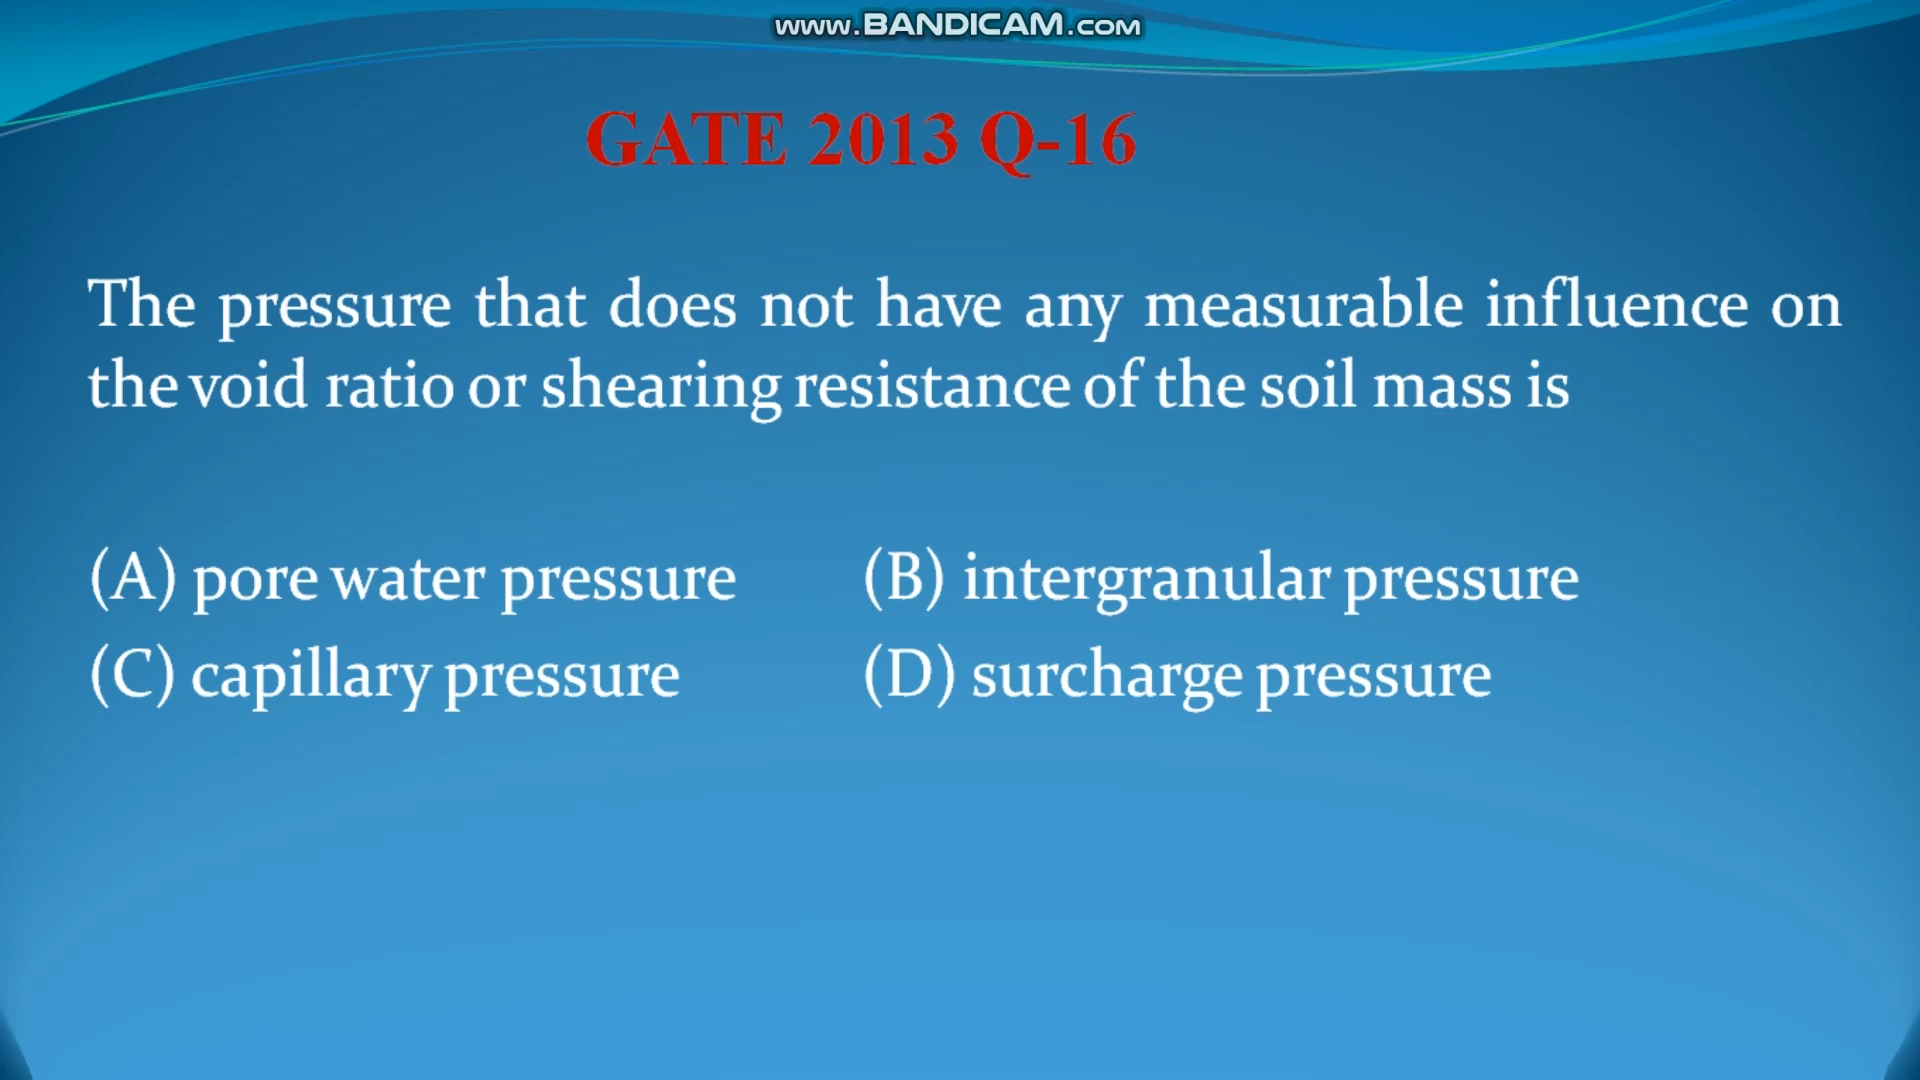 www.BANDICAM.com
GATE 2013 Q-16
The pressure that does not have any measurable influence on
the void ratio or shearing resistance of the soil mass is
(A) pore water pressure (B) intergranular pressure
(C) capillary pressure (D) surcharge pressure